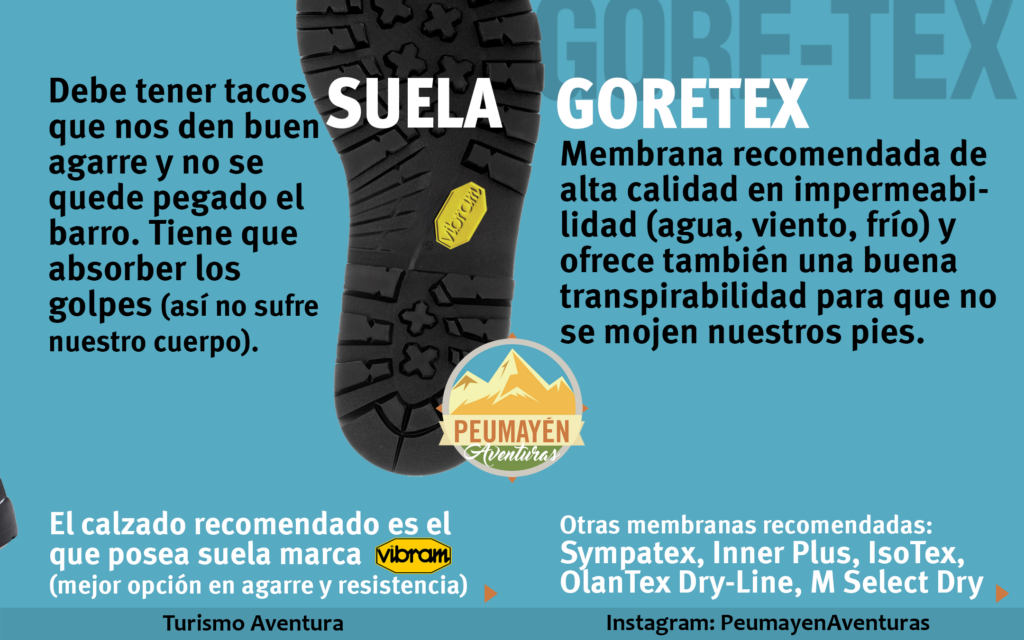 SUELA
Debe tener tacos
que nos den buen
agarre y no se
quede pegado el
barro. Tiene que
absorber los
golpes (así no sufre
nuestro cuerpo).
vibram
El calzado recomendado es el
que posea suela marca vibram
(mejor opción en agarre y resistencia)
Turismo Aventura
PEUMAYÉN
Aventuras
GORE-TEX
GORETEX
Membrana recomendada de
alta calidad en impermeabi-
lidad (agua, viento, frío) y
ofrece también una buena
transpirabilidad para que no
se mojen nuestros pies.
Otras membranas recomendadas:
Sympatex, Inner Plus, IsoTex,
OlanTex Dry-Line, M Select Dry
Instagram: PeumayenAventuras